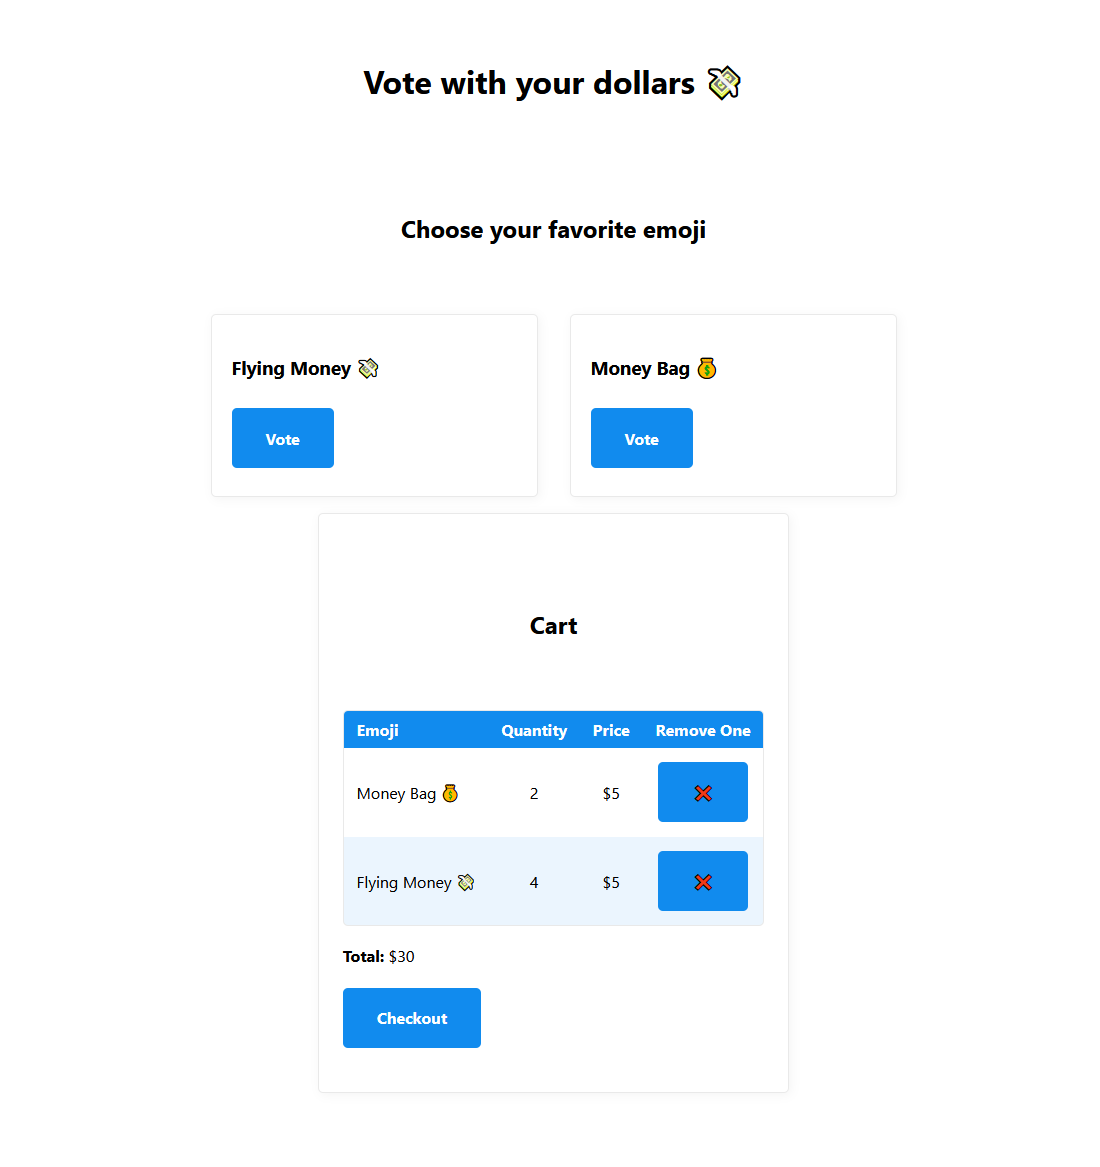 Vote with your dollars 💸
Choose your favorite emoji
Flying Money 💸
Vote
Money Bag 💰
Vote
Cart
Emoji Quantity Price Remove One
Money Bag 💰 2 $5 ❌
Flying Money 💸 4 $5 ❌
Total: $30
Checkout